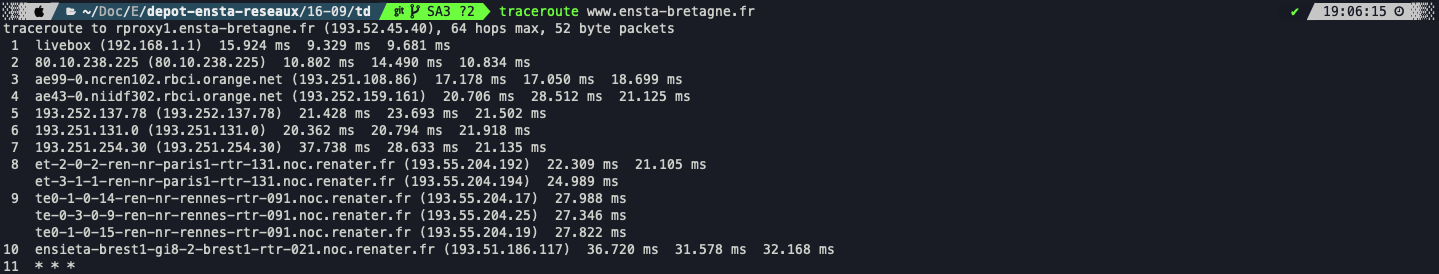 ~/Doc/E/depot-ensta-reseaux/16-09/td git SA3 ?2 traceroute www.ensta-bretagne.fr ✔ 19:06:15
traceroute to rproxy1.ensta-bretagne.fr (193.52.45.40), 64 hops max, 52 byte packets
1 livebox (192.168.1.1) 15.924 ms 9.329 ms 9.681 ms
2 80.10.238.225 (80.10.238.225) 10.802 ms 14.490 ms 10.834 ms
3 ae99-0.ncren102.rbci.orange.net (193.251.108.86) 17.178 ms 17.050 ms 18.699 ms
4 ae43-0.niidf302.rbci.orange.net (193.252.159.161) 20.706 ms 28.512 ms 21.125 ms
5 193.252.137.78 (193.252.137.78) 21.428 ms 23.693 ms 21.502 ms
6 193.251.131.0 (193.251.131.0) 20.362 ms 20.794 ms 21.918 ms
7 193.251.254.30 (193.251.254.30) 37.738 ms 28.633 ms 21.135 ms
8 et-2-0-2-ren-nr-paris1-rtr-131.noc.renater.fr (193.55.204.192) 22.309 ms 21.105 ms
et-3-1-1-ren-nr-paris1-rtr-131.noc.renater.fr (193.55.204.194) 24.989 ms
9 te0-1-0-14-ren-nr-rennes-rtr-091.noc.renater.fr (193.55.204.17) 27.988 ms
te-0-3-0-9-ren-nr-rennes-rtr-091.noc.renater.fr (193.55.204.25) 27.346 ms
te0-1-0-15-ren-nr-rennes-rtr-091.noc.renater.fr (193.55.204.19) 27.822 ms
10 ensieta-brest1-gi8-2-brest1-rtr-021.noc.renater.fr (193.51.186.117) 36.720 ms 31.578 ms 32.168 ms
11 * * *